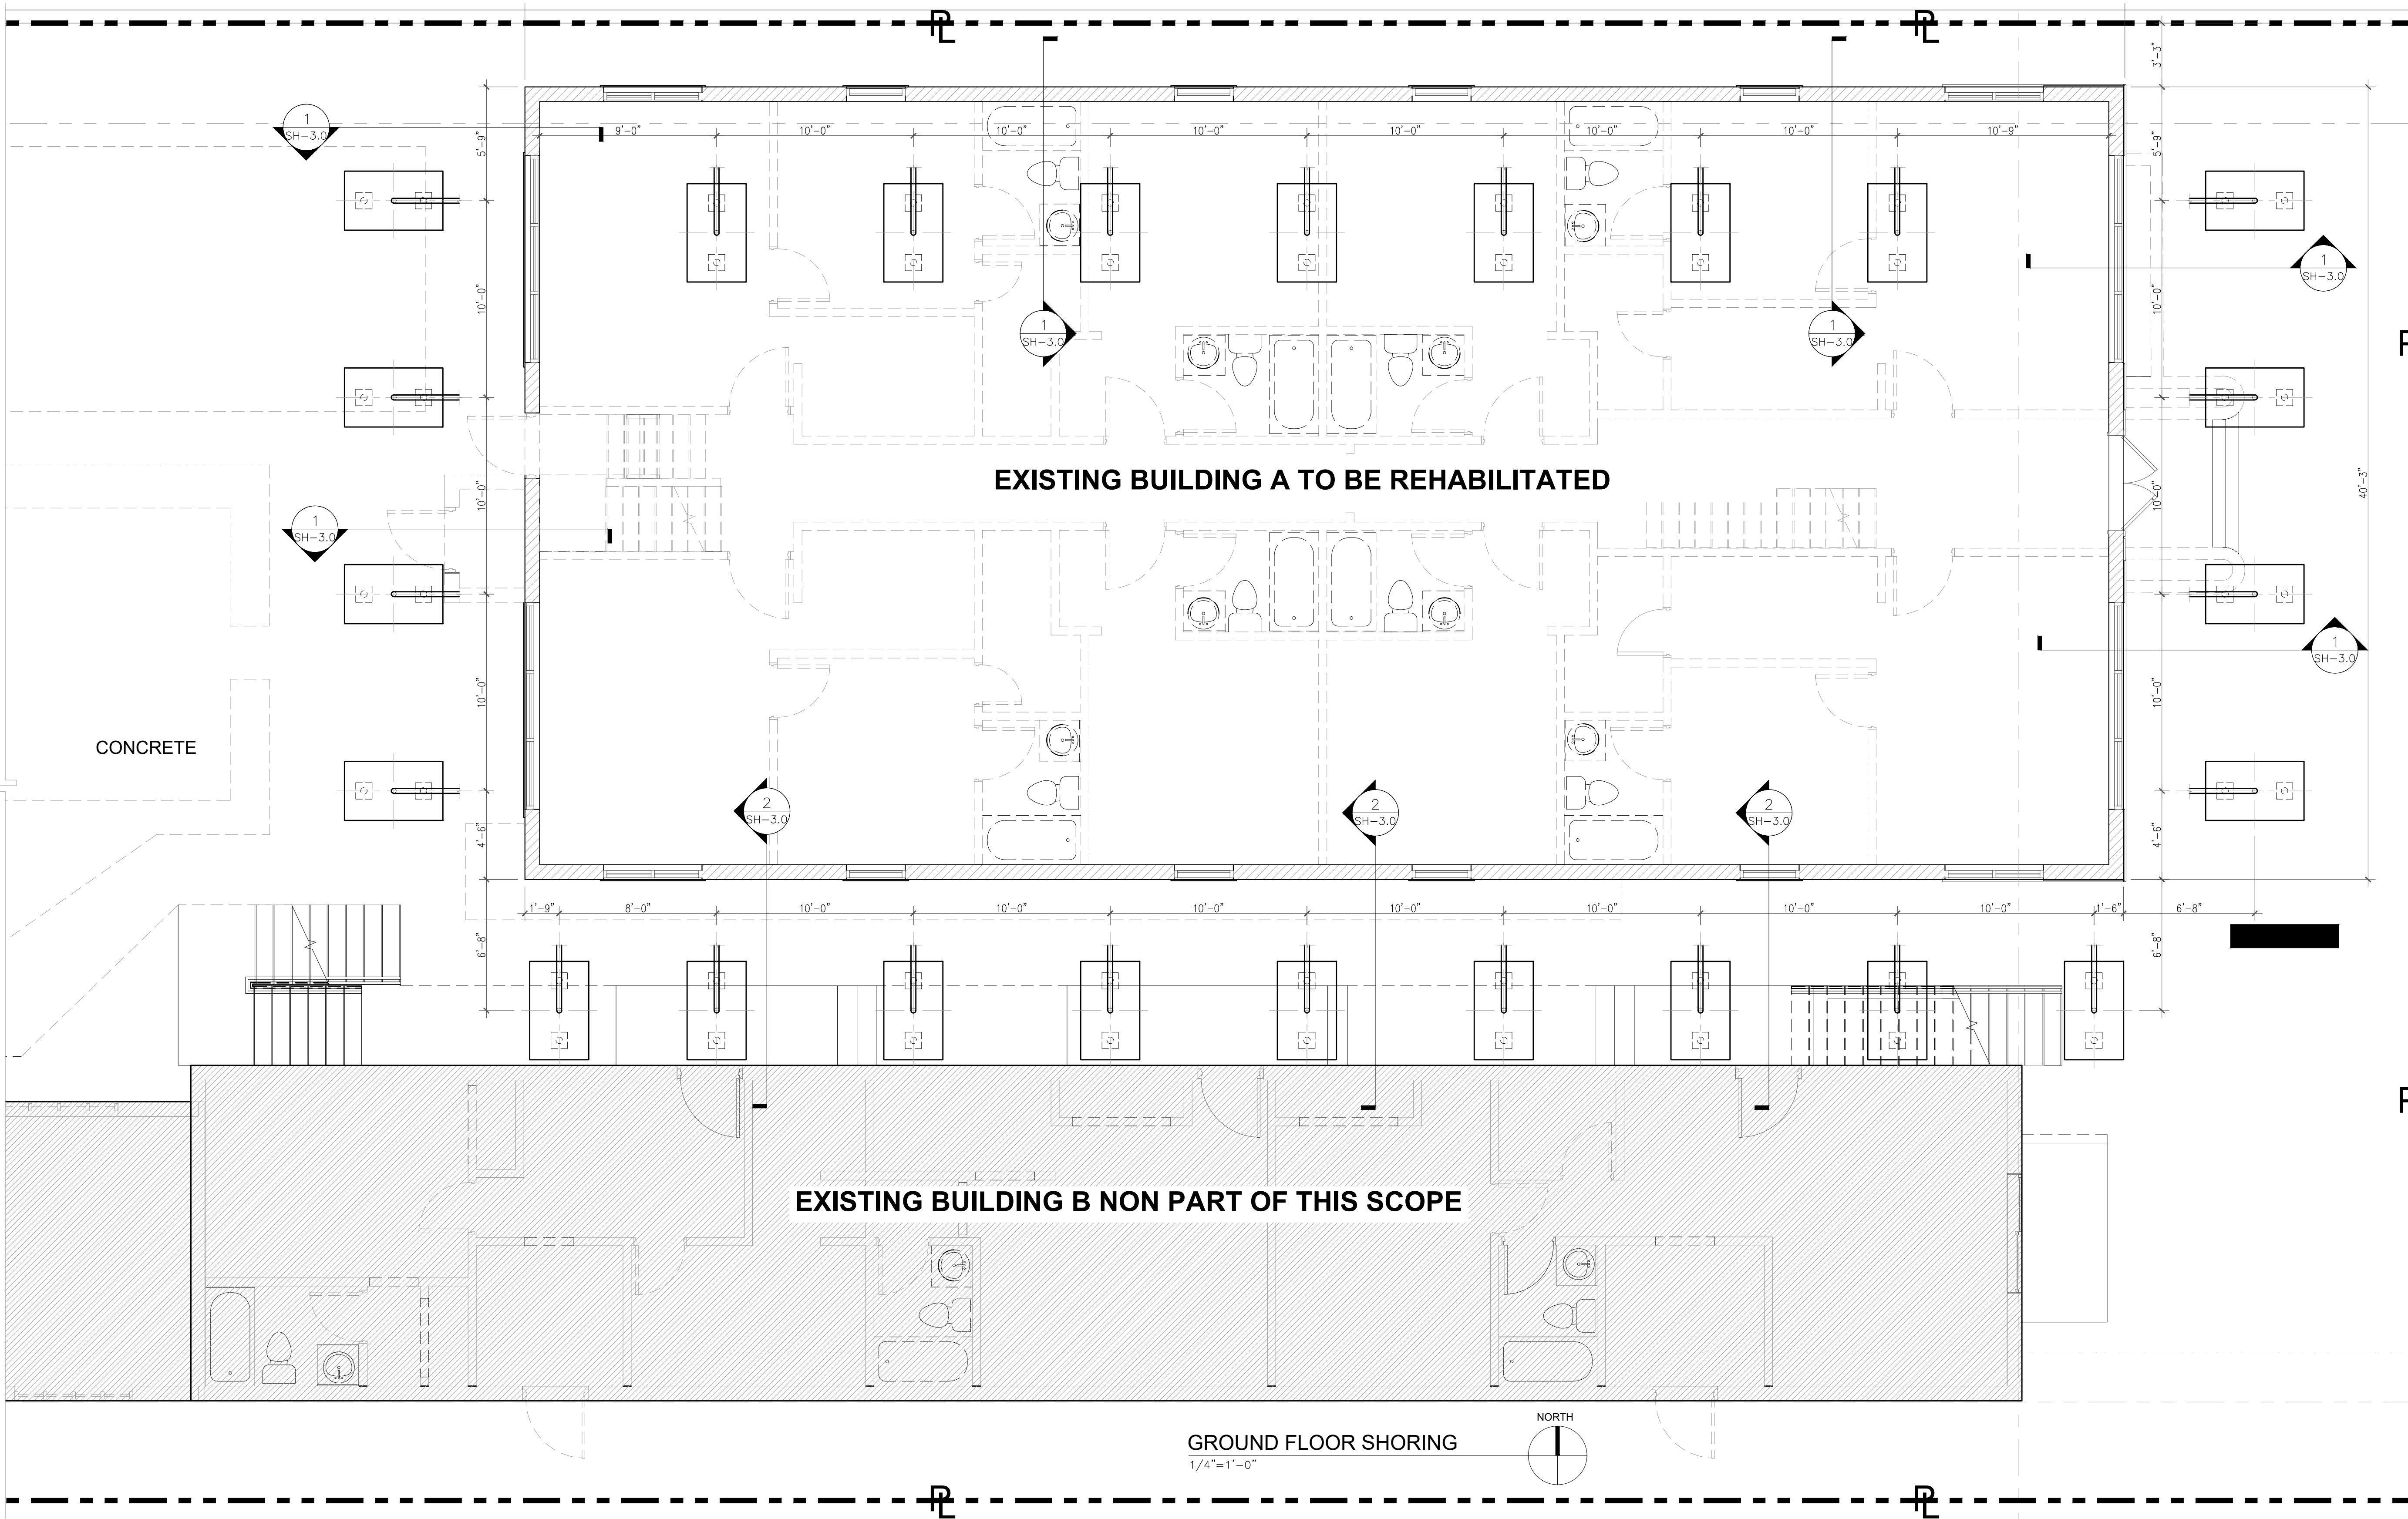 PL
PL
3'-3"
1
SH-3.0
9'-0"
10'-0"
10'-0"
10'-0"
10'-0"
10'-0"
10'-0"
10'-9"
5'-9"
5'-9"
1
SH-3.0
10'-0"
10'-0"
1
SH-3.0
1
SH-3.0
EXISTING BUILDING A TO BE REHABILITATED
40'-3"
10'-0"
10'-0"
1
SH-3.0
1
SH-3.0
10'-0"
10'-0"
CONCRETE
2
SH-3.0
2
SH-3.0
2
SH-3.0
4'-6"
4'-6"
1'-9"
8'-0"
10'-0"
10'-0"
10'-0"
10'-0"
10'-0"
10'-0"
10'-0"
1'-6"
6'-8"
6'-8"
6'-8"
EXISTING BUILDING B NON PART OF THIS SCOPE
NORTH
GROUND FLOOR SHORING
1/4"=1'-0"
PL
PL